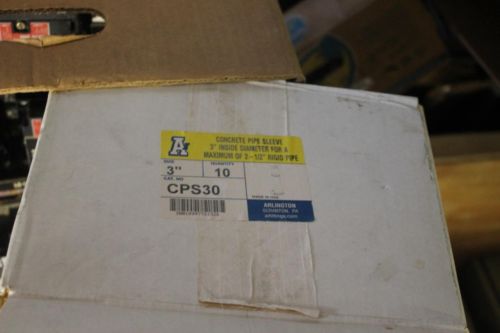 CONCRETE PIPE SLEEVE
3" INSIDE DIAMETER FOR A
MAXIMUM OF 2-1/2" RIGID PIPE
SIZE QUANTITY
3" 10
CAT. NO
CPS30
MADE IN USA
ARLINGTON
SCRANTON, PA